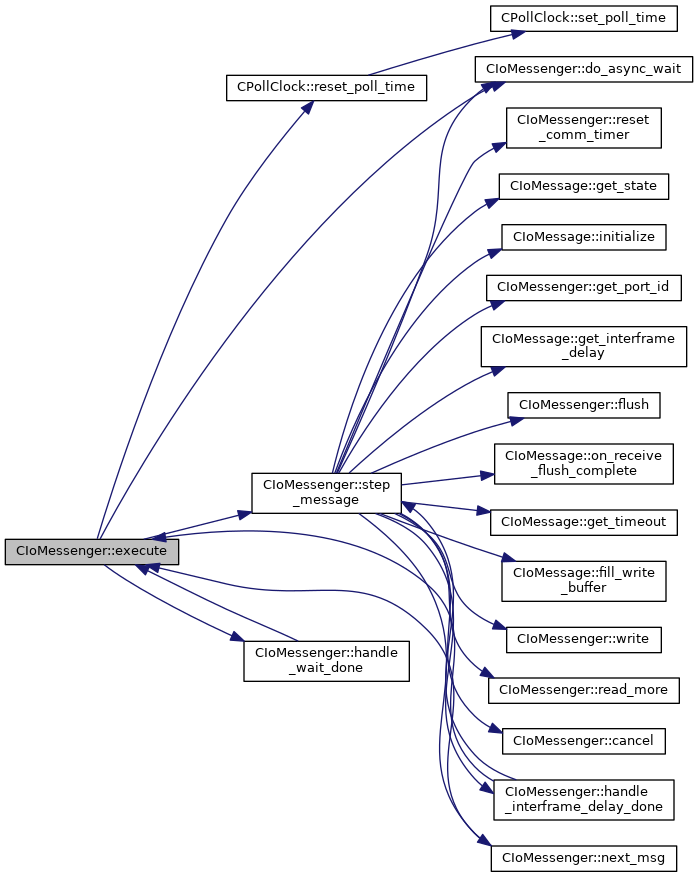 CPollClock::set_poll_time
CIoMessenger::do_async_wait
CPollClock::reset_poll_time
CIoMessenger::reset
_comm_timer
CIoMessage::get_state
CIoMessage::initialize
CIoMessenger::get_port_id
CIoMessage::get_interframe
_delay
CIoMessenger::flush
CIoMessage::on_receive
_flush_complete
CIoMessenger::step
_message
CIoMessage::get_timeout
CIoMessenger::execute
CIoMessage::fill_write
_buffer
CIoMessenger::write
CIoMessenger::handle
_wait_done
CIoMessenger::read_more
CIoMessenger::cancel
CIoMessenger::handle
_interframe_delay_done
CIoMessenger::next_msg